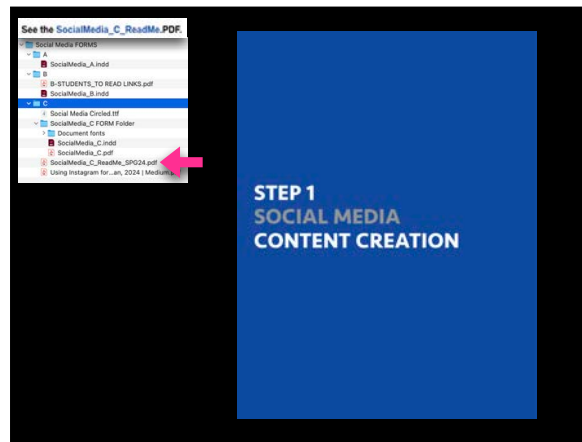 See the SocialMedia_C_ReadMe.PDF.
Social Media FORMS
A
SocialMedia_A.indd
B
B-STUDENTS_TO READ LINKS.pdf
SocialMedia_B.indd
C
Social Media Circled.ttf
SocialMedia_C FORM Folder
Document fonts
SocialMedia_C.indd
SocialMedia_C.pdf
SocialMedia_C_ReadMe_SPG24.pdf
Using Instagram for...an, 2024 | Medium.pdf
STEP 1
SOCIAL MEDIA
CONTENT CREATION